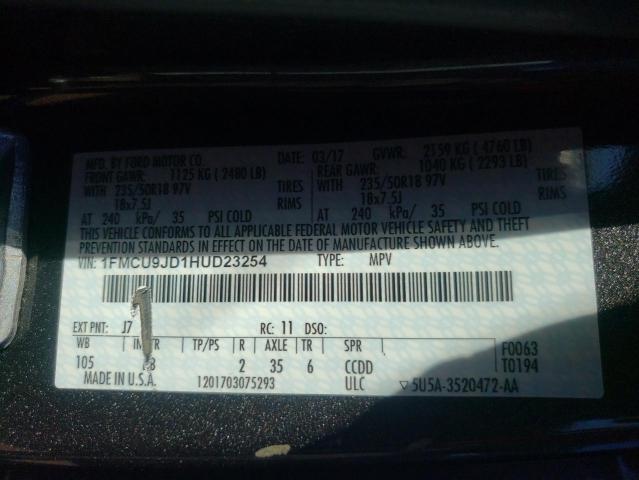 MFD. BY FORD MOTOR CO. DATE: 03/17 GVWR: 2159 KG ( 4760 LB)
FRONT GAWR: 1125 KG ( 2480 LB) REAR GAWR: 1040 KG ( 2293 LB)
WITH 235/50R18 97V TIRES WITH 235/50R18 97V TIRES
18x7.5J RIMS 18x7.5J RIMS
AT 240 kPa/ 35 PSI COLD AT 240 kPa/ 35 PSI COLD
THIS VEHICLE CONFORMS TO ALL APPLICABLE FEDERAL MOTOR VEHICLE SAFETY AND THEFT
PREVENTION STANDARDS IN EFFECT ON THE DATE OF MANUFACTURE SHOWN ABOVE.
VIN: 1FMCU9JD1HUD23254 TYPE: MPV
EXT PNT: J7 RC: 11 DSO: F0063
WB TP/PS R AXLE TR SPR T0194
105 2 35 6 CCDD
MADE IN U.S.A. 1201703075293 ULC ▽5U5A-3520472-AA